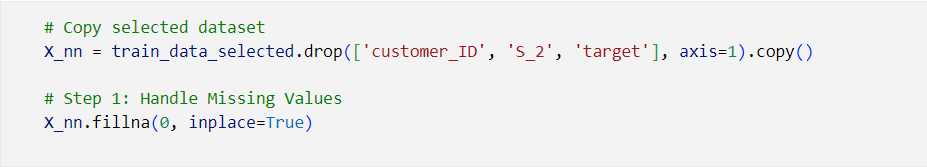 # Copy selected dataset
X_nn = train_data_selected.drop(['customer_ID', 'S_2', 'target'], axis=1).copy()
# Step 1: Handle Missing Values
X_nn.fillna(0, inplace=True)